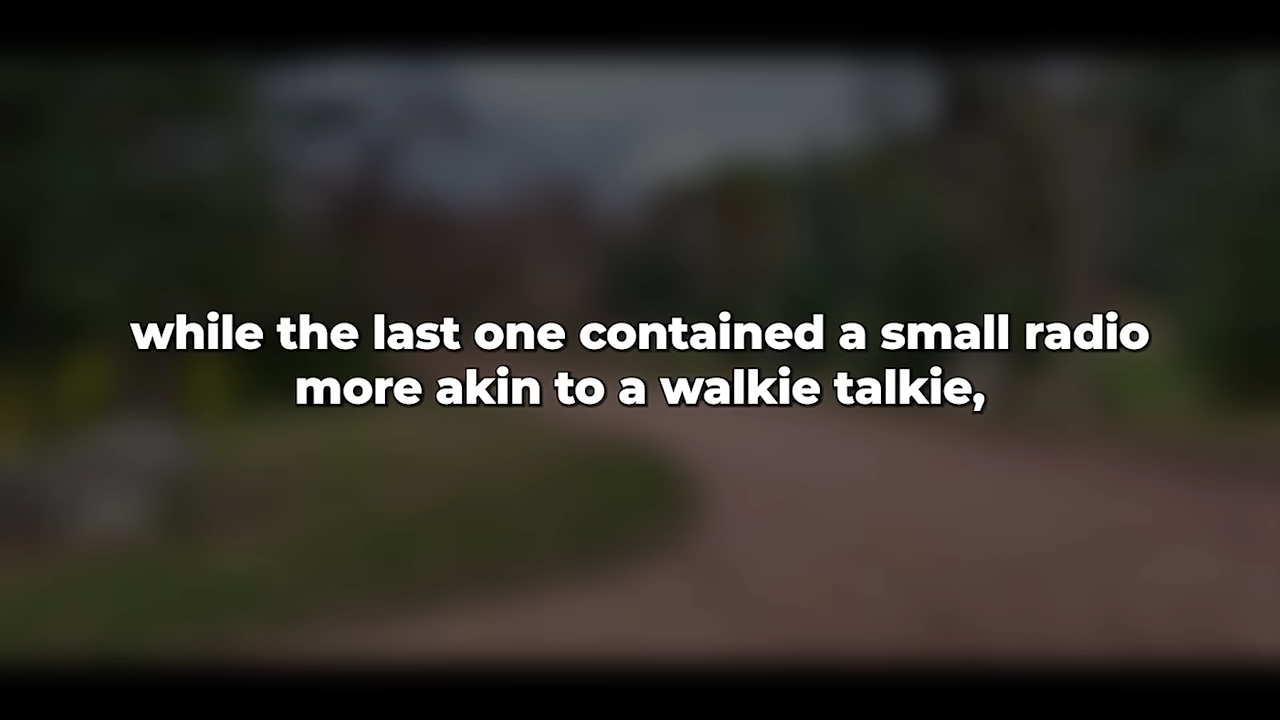 while the last one contained a small radio
more akin to a walkie talkie,